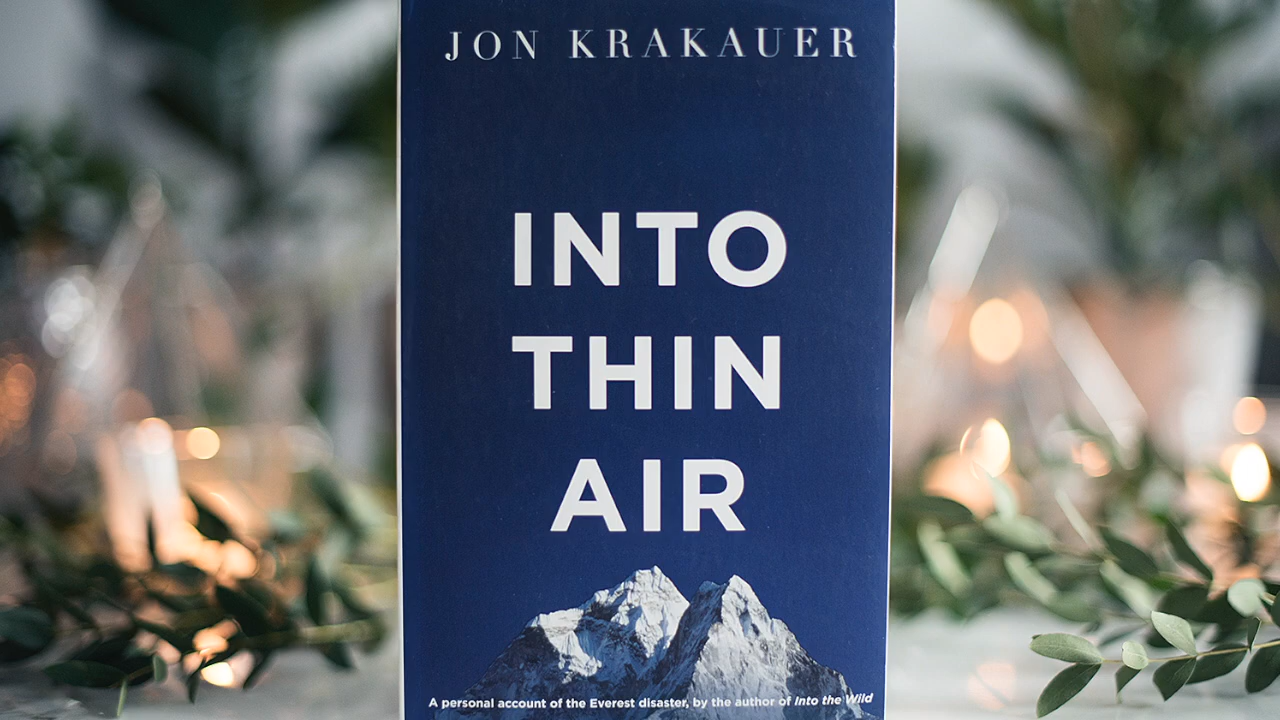 JON KRAKAUER
INTO
THIN
AIR
A personal account of the Everest disaster, by the author of Into the Wild